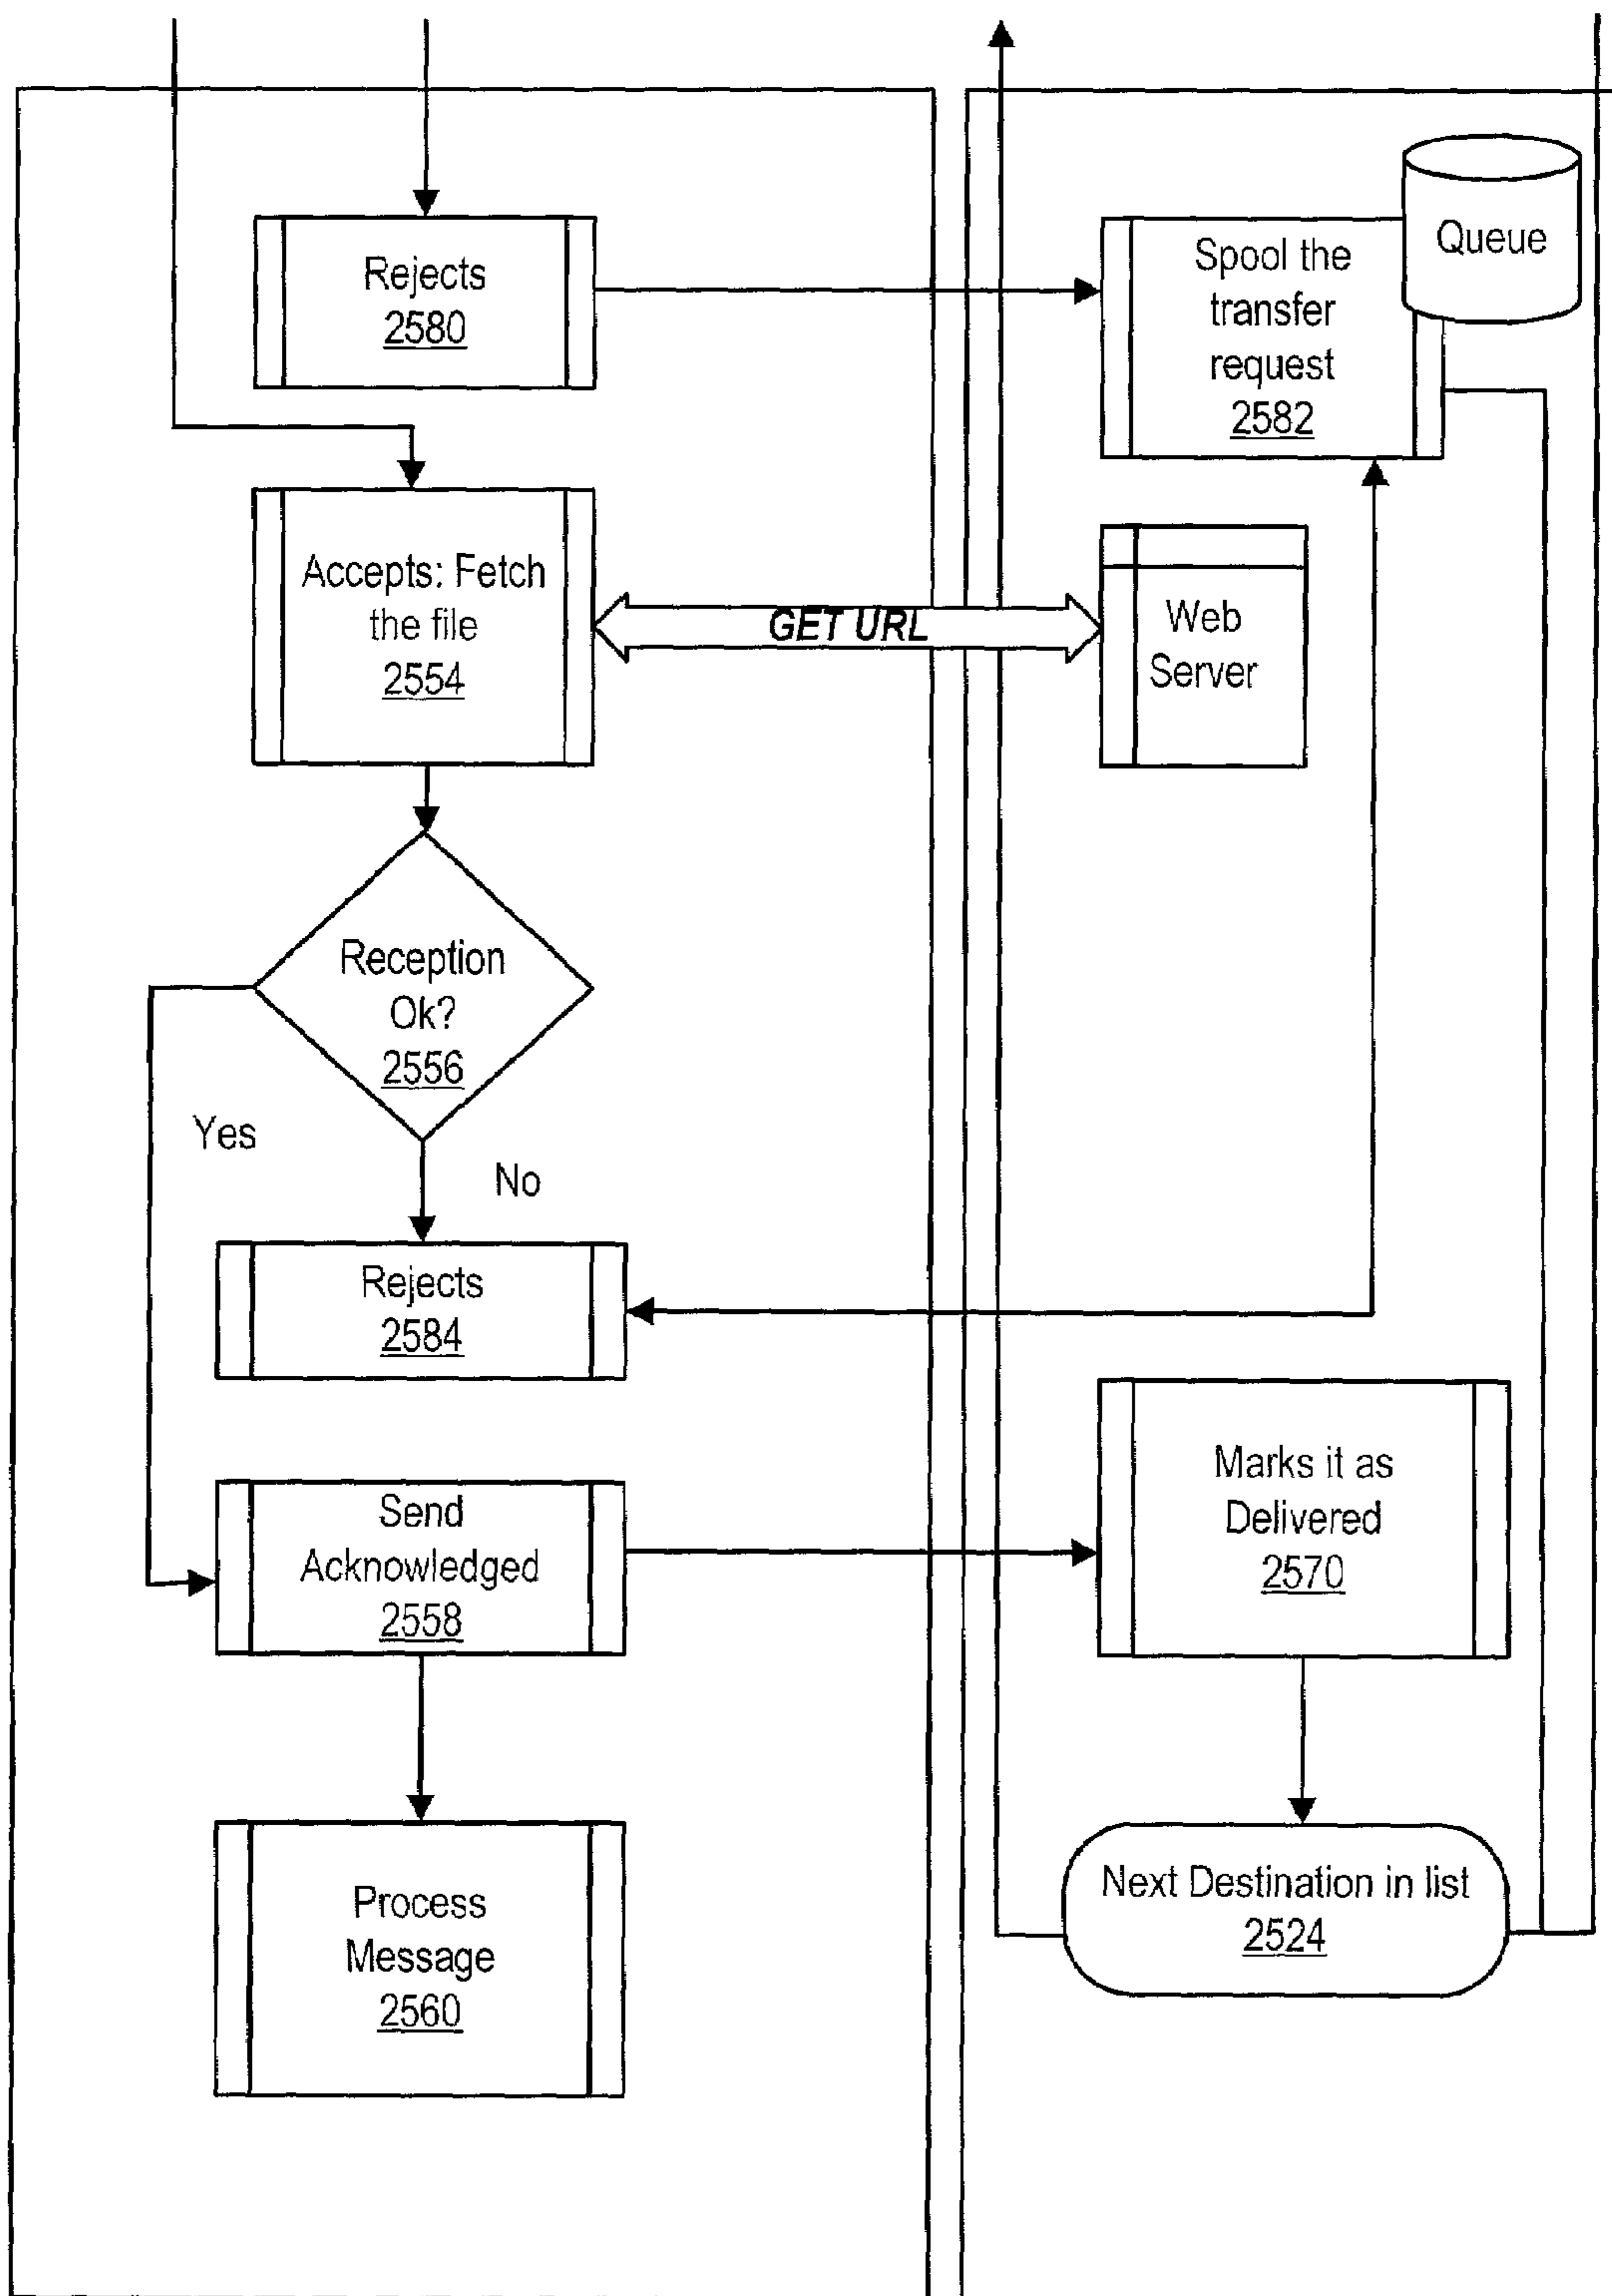 Rejects
2580
Spool the
transfer
request
2582
Queue
Accepts: Fetch
the file
2554
GET URL
Web
Server
Reception
Ok?
2556
Yes
No
Rejects
2584
Send
Acknowledged
2558
Marks it as
Delivered
2570
Process
Message
2560
Next Destination in list
2524